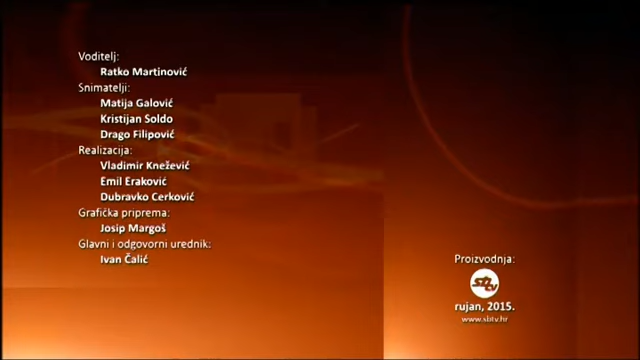 Voditelj:
Ratko Martinović
Snimatelji:
Matija Galović
Kristijan Soldo
Drago Filipović
Realizacija:
Vladimir Knežević
Emil Eraković
Dubravko Cerković
Grafička priprema:
Josip Margoš
Glavni i odgovorni urednik:
Ivan Čalić
Proizvodnja:
sbtv
rujan, 2015.
www.sbtv.hr